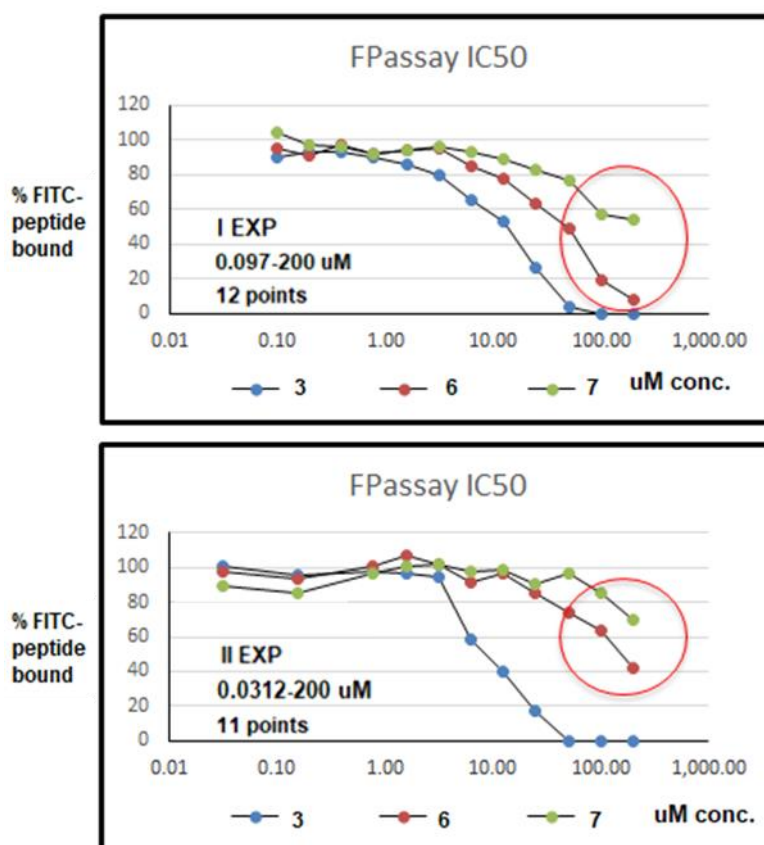 FPassay IC50
120
100
80
60
40
20
0
% FITC-
peptide
bound
I EXP
0.097-200 uM
12 points
0.01 0.10 1.00 10.00 100.00 1,000.00
3 6 7 uM conc.
FPassay IC50
120
100
80
60
40
20
0
% FITC-
peptide
bound
II EXP
0.0312-200 uM
11 points
0.01 0.10 1.00 10.00 100.00 1,000.00
3 6 7 uM conc.